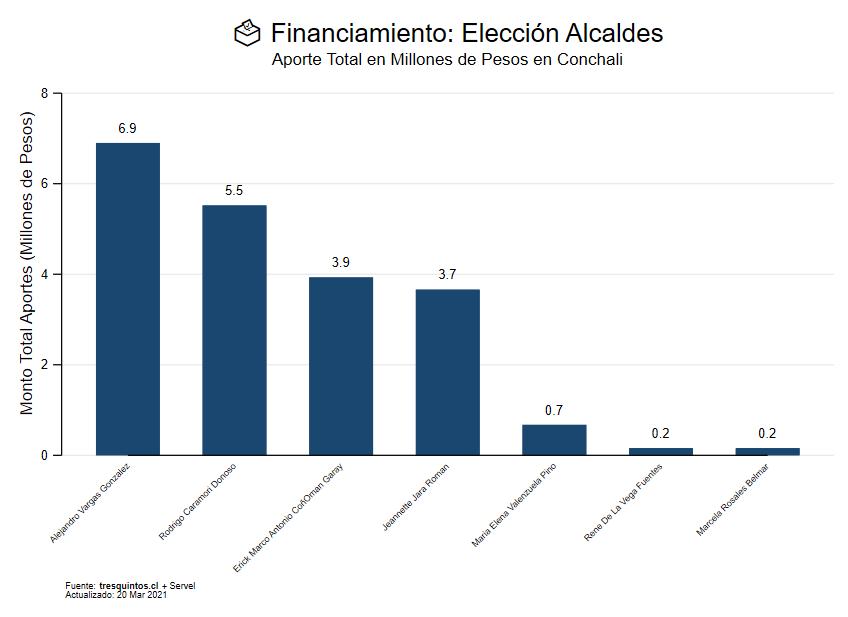 Financiamiento: Elección Alcaldes
Aporte Total en Millones de Pesos en Conchali
Monto Total Aportes (Millones de Pesos)
8
6
4
2
0
6.9
5.5
3.9
3.7
0.7
0.2
0.2
Alejandro Vargas Gonzalez
Rodrigo Caramori Donoso
Erick Marco Antonio CoñOman Garay
Jeannette Jara Roman
Maria Elena Valenzuela Pino
Rene De La Vega Fuentes
Marcela Rosales Belmar
Fuente: tresquintos.cl + Servel
Actualizado: 20 Mar 2021